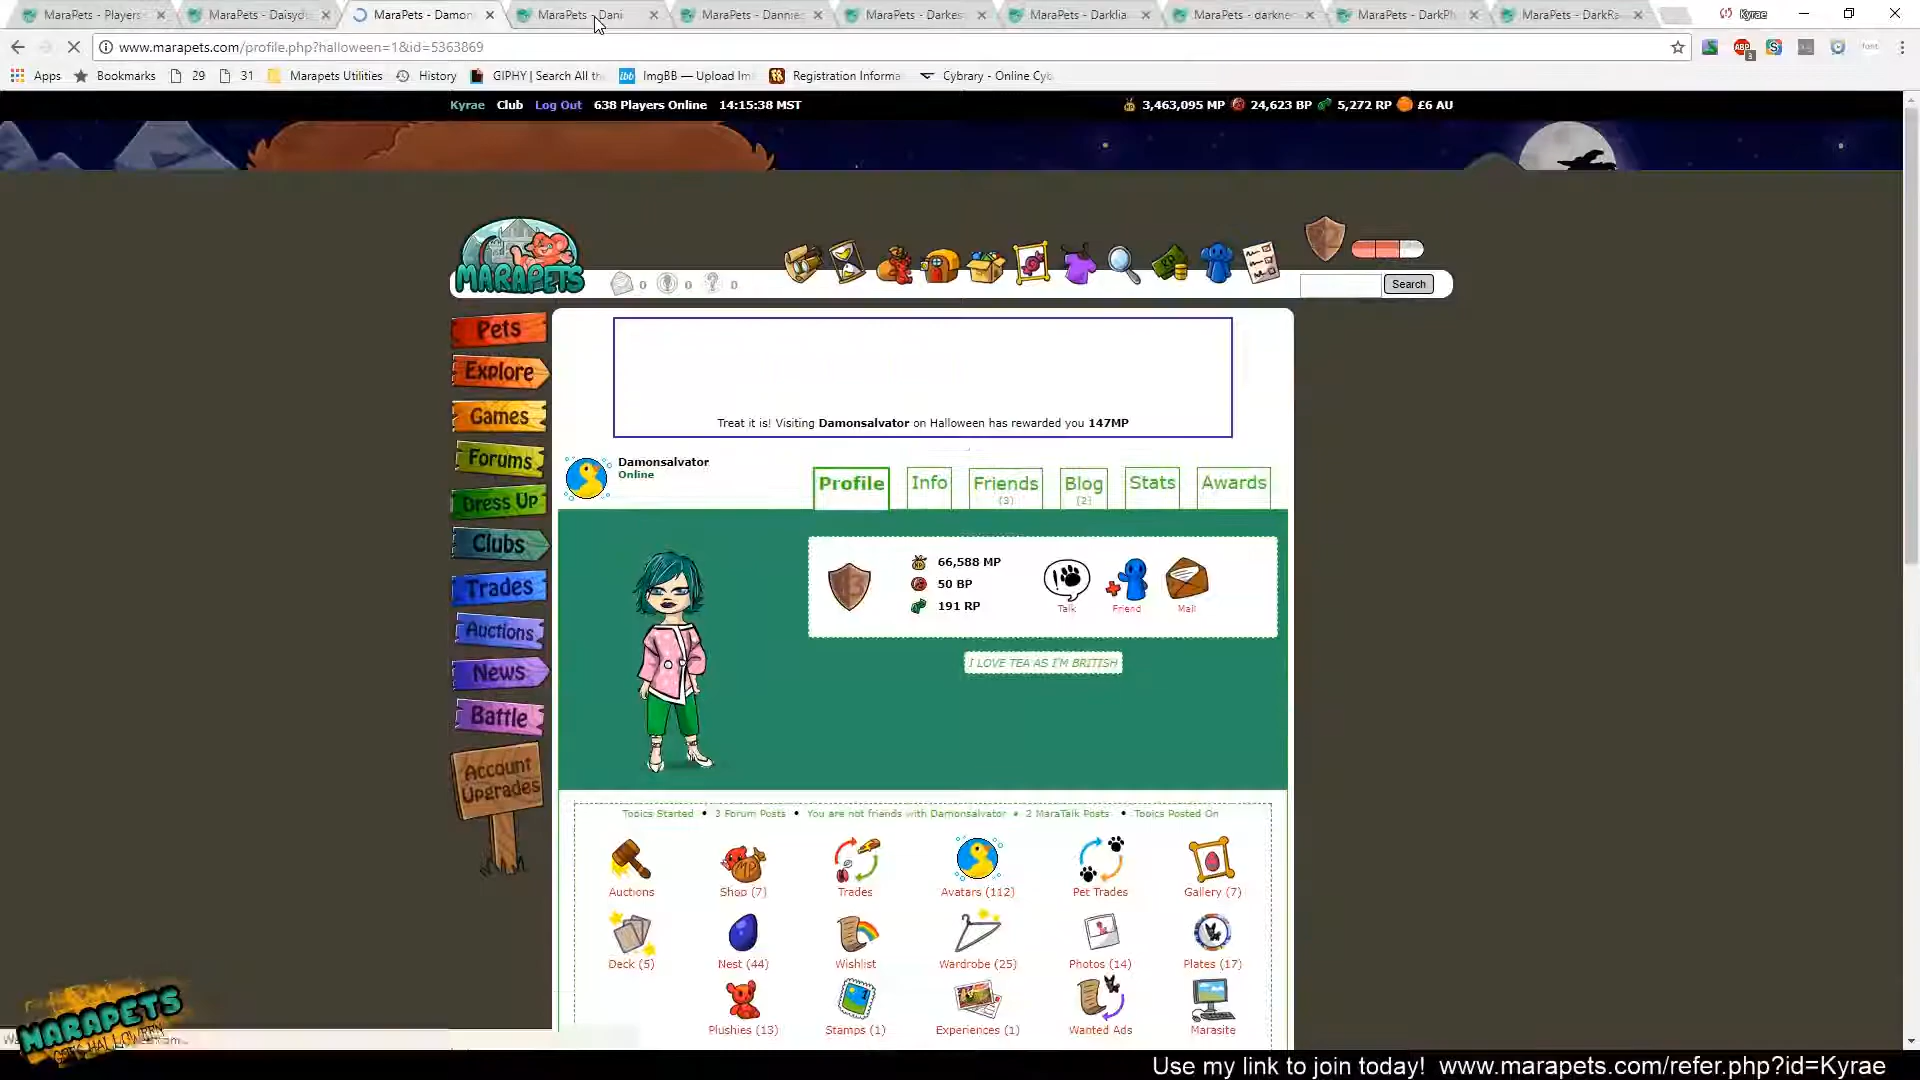 MaraPets - Players
MaraPets - Daisyd
MaraPets - Damon
MaraPets - Dani
MaraPets - Dannie
MaraPets - Darkes
MaraPets - Darklia
MaraPets - darkne
MaraPets - DarkPh
MaraPets - DarkRa
Kyrae
www.marapets.com/profile.php?halloween=1&id=5363869
Apps Bookmarks 29 31 Marapets Utilities History GIPHY | Search All th ImgBB — Upload Im Registration Informa Cybrary - Online Cyb
Kyrae Club Log Out 638 Players Online 14:15:38 MST 3,463,095 MP 24,623 BP 5,272 RP £6 AU
MARAPETS
0 0 0
Search
Pets
Explore
Games
Forums
Dress Up
Clubs
Trades
Auctions
News
Battle
Account
Upgrades
Treat it is! Visiting Damonsalvator on Halloween has rewarded you 147MP
Damonsalvator
Online
Profile Info Friends Blog Stats Awards
(3) (2)
66,588 MP
50 BP
191 RP
Talk Friend Mail
I LOVE TEA AS I'M BRITISH
Topics Started • 3 Forum Posts • You are not friends with Damonsalvator • 2 MaraTalk Posts • Topics Posted On
Auctions Shop (7) Trades Avatars (112) Pet Trades Gallery (7)
Deck (5) Nest (44) Wishlist Wardrobe (25) Photos (14) Plates (17)
Plushies (13) Stamps (1) Experiences (1) Wanted Ads Marasite
MARAPETS
GOES HALLOWEEN
Use my link to join today! www.marapets.com/refer.php?id=Kyrae